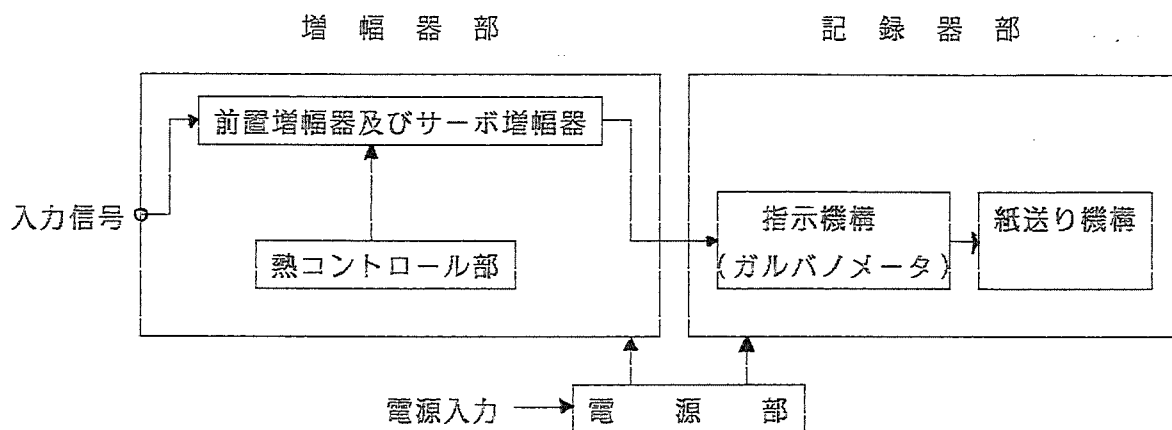 増幅器部
記録器部
前置増幅器及びサーボ増幅器
入力信号
熱コントロール部
指示機構
(ガルバノメータ)
紙送り機構
電源入力
電源部